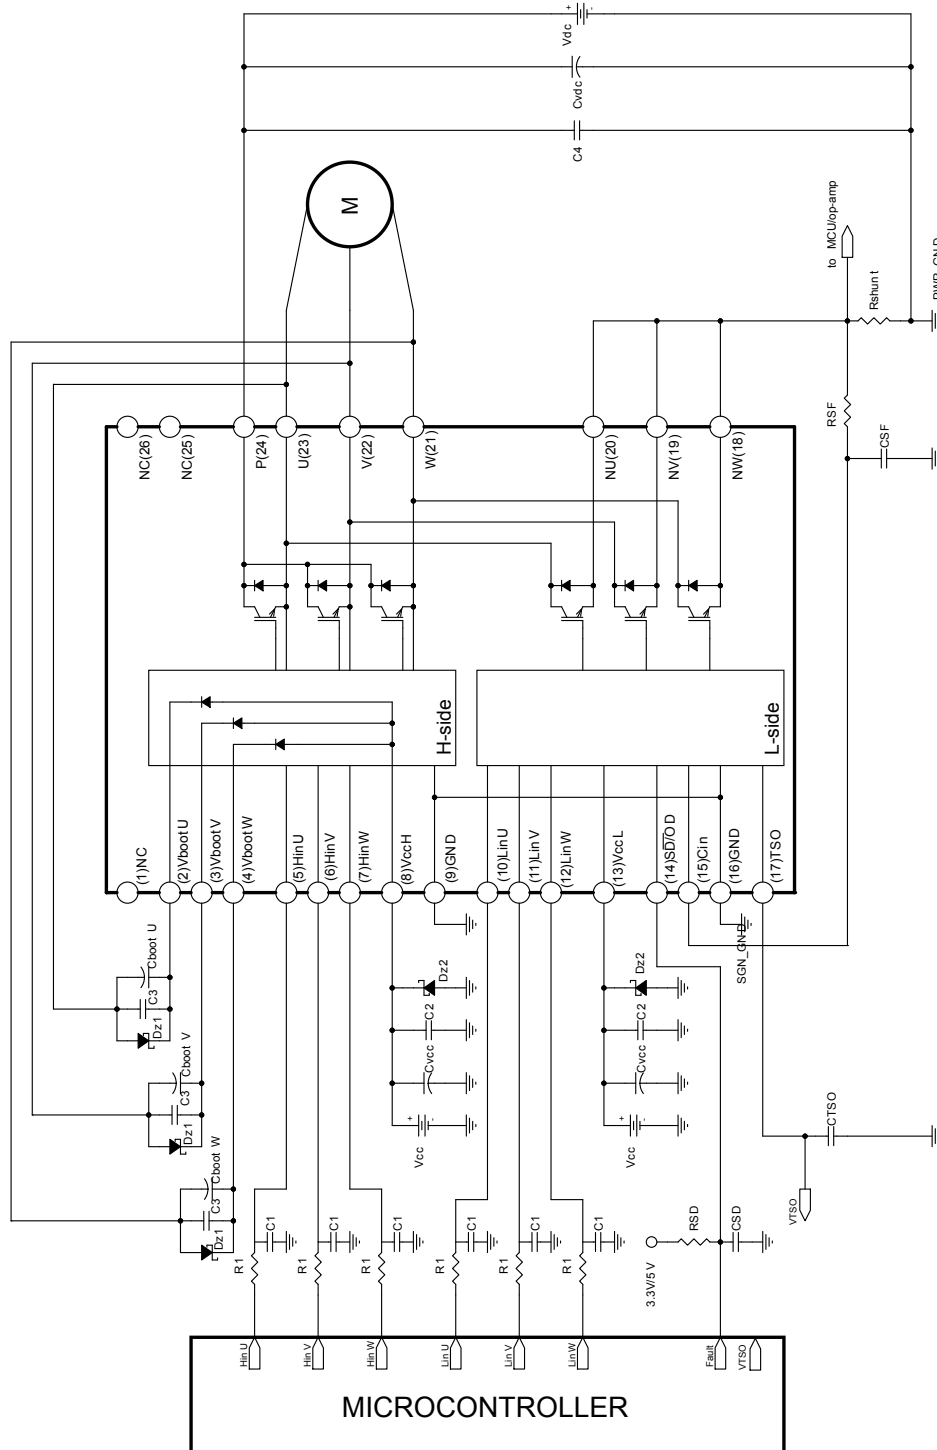 Vdc
+
-
Cvdc
C4
M
to MCU/op-amp
Rshunt
PWR_GND
RSF
CSF
NC(26)
NC(25)
P(24)
U(23)
V(22)
W(21)
NU(20)
NV(19)
NW(18)
H-side
L-side
(1)NC
(2)VbootU
(3)VbootV
(4)VbootW
(5)HinU
(6)HinV
(7)HinW
(8)VccH
(9)GND
(10)LinU
(11)LinV
(12)LinW
(13)VccL
(14)SD/OD
(15)Cin
(16)GND
(17)TSO
SGN_GND
Cboot U
C3
Dz1
Cboot V
C3
Dz1
Cboot W
C3
Dz1
Dz2
C2
Cvcc
Vcc
+
-
Dz2
C2
Cvcc
Vcc
+
-
CTSO
VTSO
R1
C1
R1
C1
R1
C1
R1
C1
R1
C1
R1
C1
3.3V/5V
RSD
CSD
Hin U
Hin V
Hin W
Lin U
Lin V
Lin W
Fault
VTSO
MICROCONTROLLER